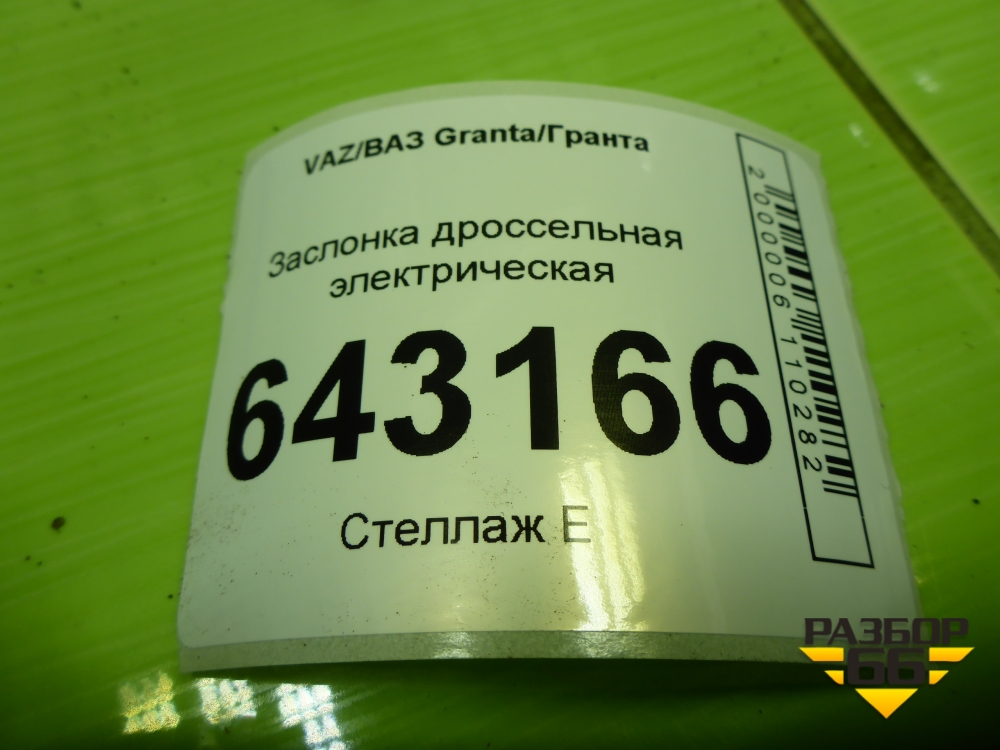 VAZ/ВАЗ Granta/Гранта
Заслонка дроссельная
электрическая
643166
Стеллаж Е
2000006110282
РАЗБОР
66